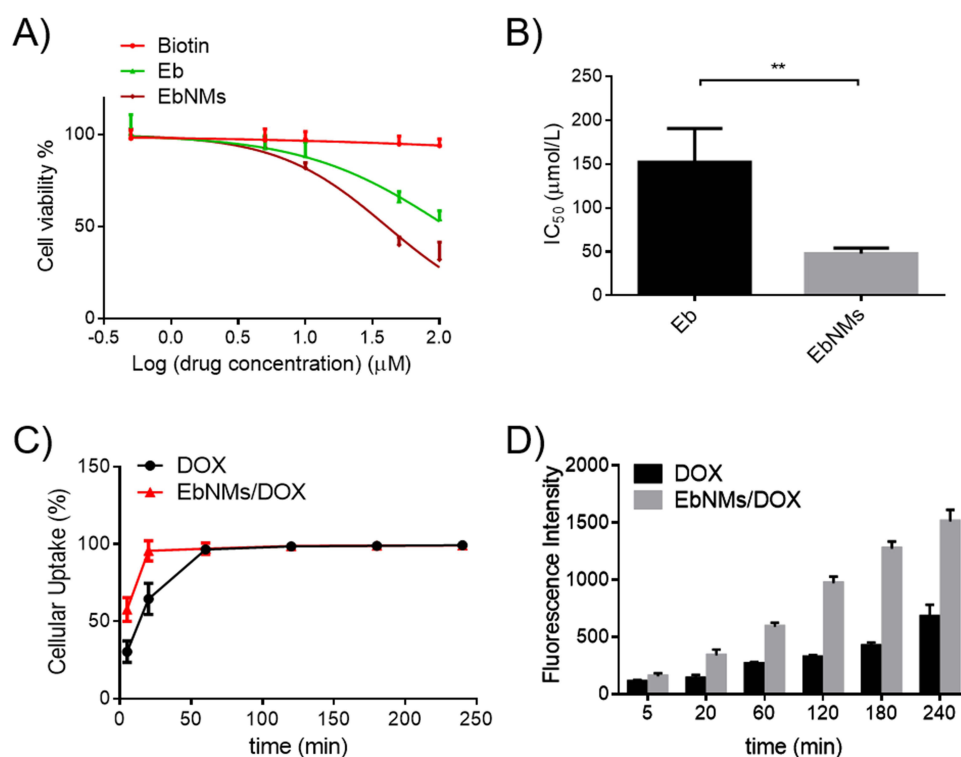 A)
Biotin
Eb
EbNMs
Cell viability %
100
50
0
-0.5 0.0 0.5 1.0 1.5 2.0
Log (drug concentration) (μM)
B)
**
IC50 (μmol/L)
250
200
150
100
50
0
Eb
EbNMs
C)
DOX
EbNMs/DOX
Cellular Uptake (%)
150
100
50
0
0 50 100 150 200 250
time (min)
D)
DOX
EbNMs/DOX
Fluorescence Intensity
2000
1500
1000
500
0
5 20 60 120 180 240
time (min)